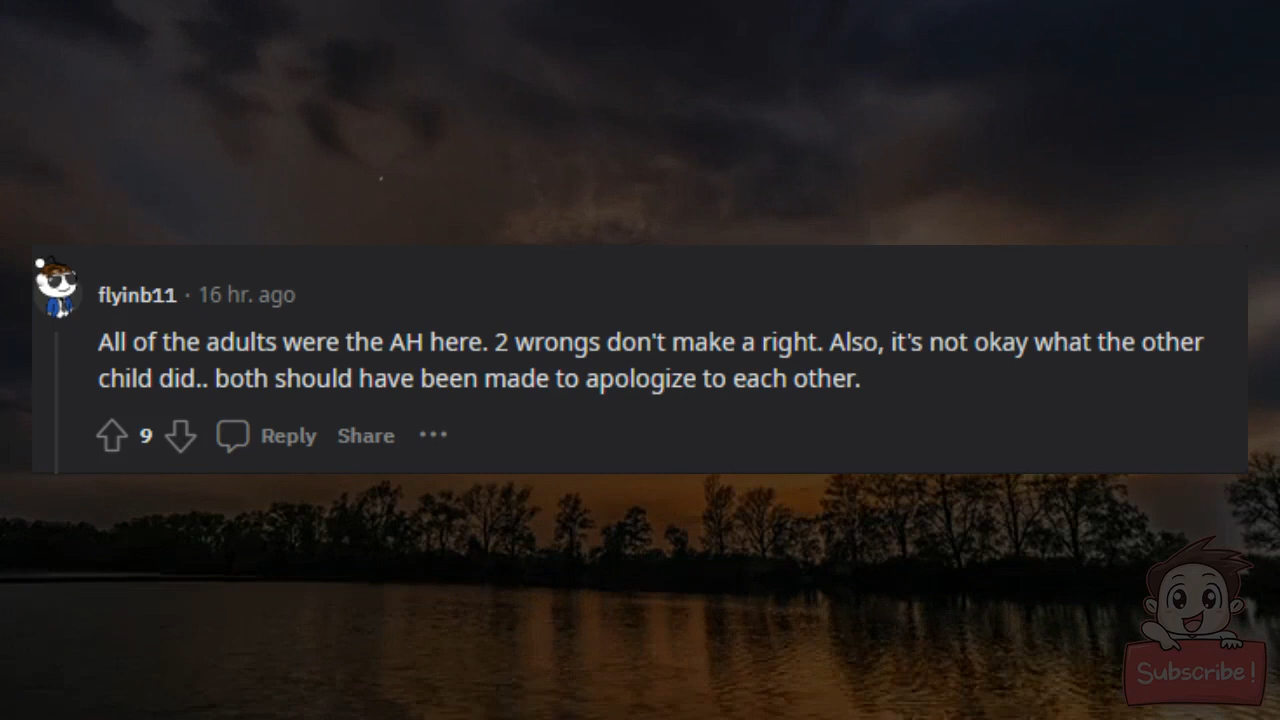 flyinb11 · 16 hr. ago
All of the adults were the AH here. 2 wrongs don't make a right. Also, it's not okay what the other
child did.. both should have been made to apologize to each other.
9 Reply Share ···
Subscribe!